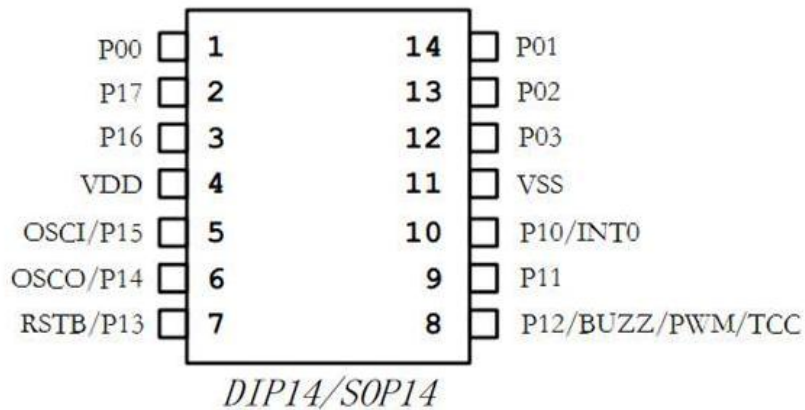 P00 1 14 P01
P17 2 13 P02
P16 3 12 P03
VDD 4 11 VSS
OSCI/P15 5 10 P10/INT0
OSCO/P14 6 9 P11
RSTB/P13 7 8 P12/BUZZ/PWM/TCC
DIP14/SOP14